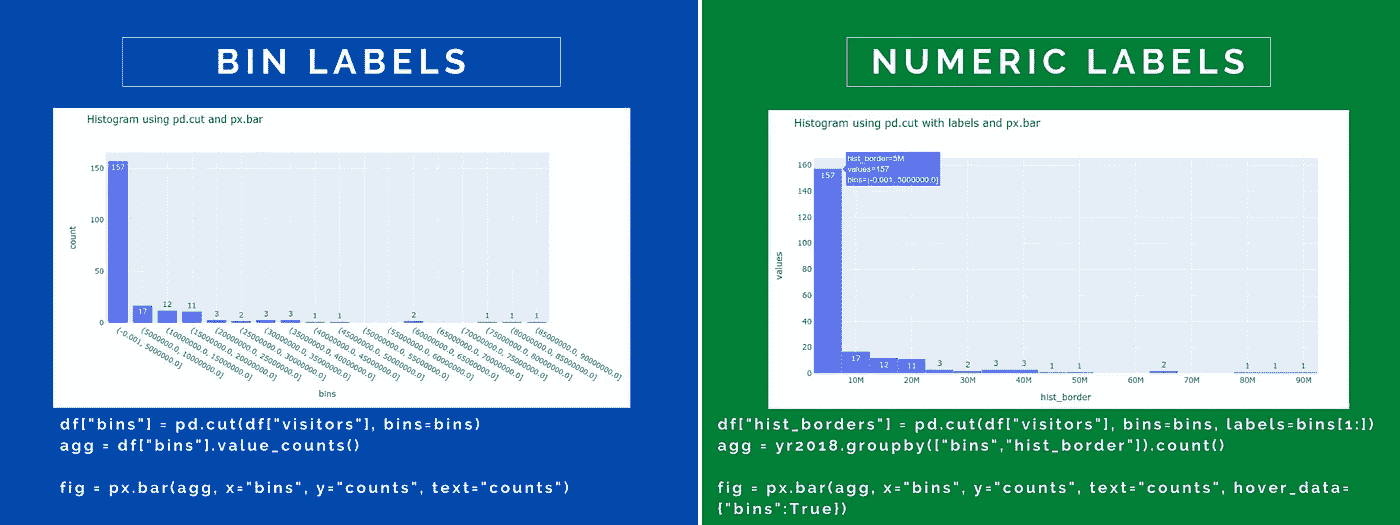 BIN LABELS
Histogram using pd.cut and px.bar
150
100
50
0
count
157
17
12
11
3
2
3
3
1
1
2
1
1
1
(-0.001, 5000000.0]
(5000000.0, 10000000.0]
(10000000.0, 15000000.0]
(15000000.0, 20000000.0]
(20000000.0, 25000000.0]
(25000000.0, 30000000.0]
(30000000.0, 35000000.0]
(35000000.0, 40000000.0]
(40000000.0, 45000000.0]
(45000000.0, 50000000.0]
(50000000.0, 55000000.0]
(55000000.0, 60000000.0]
(60000000.0, 65000000.0]
(65000000.0, 70000000.0]
(70000000.0, 75000000.0]
(75000000.0, 80000000.0]
(80000000.0, 85000000.0]
(85000000.0, 90000000.0]
bins
df["bins"] = pd.cut(df["visitors"], bins=bins)
agg = df["bins"].value_counts()
fig = px.bar(agg, x="bins", y="counts", text="counts")
NUMERIC LABELS
Histogram using pd.cut with labels and px.bar
160
140
120
100
80
60
40
20
0
values
hist_border=5M
values=157
bins=(-0.001, 5000000.0]
157
17
12
11
3
2
3
3
1
1
2
1
1
1
10M
20M
30M
40M
50M
60M
70M
80M
90M
hist_border
df["hist_borders"] = pd.cut(df["visitors"], bins=bins, labels=bins[1:])
agg = yr2018.groupby(["bins","hist_border"]).count()
fig = px.bar(agg, x="bins", y="counts", text="counts", hover_data=
{"bins":True})